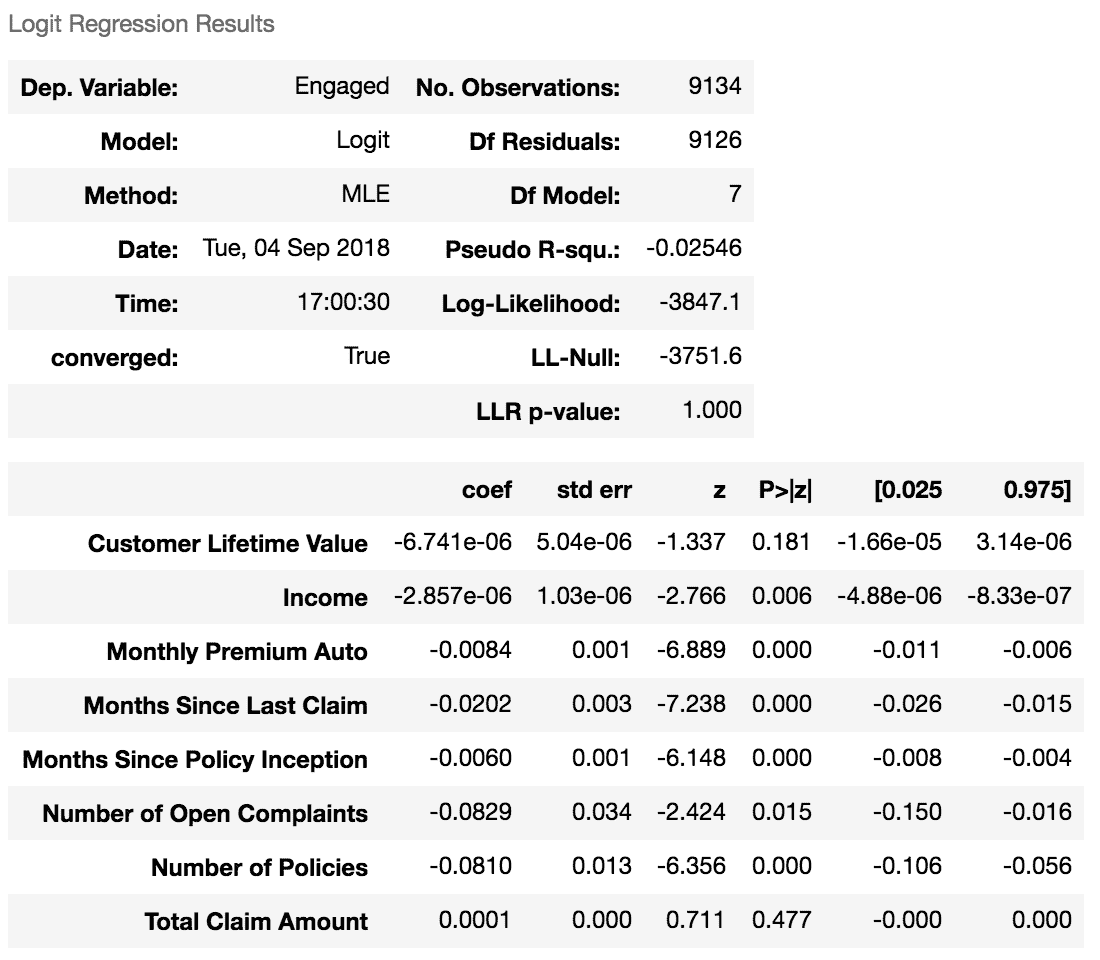 Logit Regression Results
Dep. Variable: Engaged No. Observations: 9134
Model: Logit Df Residuals: 9126
Method: MLE Df Model: 7
Date: Tue, 04 Sep 2018 Pseudo R-squ.: -0.02546
Time: 17:00:30 Log-Likelihood: -3847.1
converged: True LL-Null: -3751.6
LLR p-value: 1.000
coef std err z P>|z| [0.025 0.975]
Customer Lifetime Value -6.741e-06 5.04e-06 -1.337 0.181 -1.66e-05 3.14e-06
Income -2.857e-06 1.03e-06 -2.766 0.006 -4.88e-06 -8.33e-07
Monthly Premium Auto -0.0084 0.001 -6.889 0.000 -0.011 -0.006
Months Since Last Claim -0.0202 0.003 -7.238 0.000 -0.026 -0.015
Months Since Policy Inception -0.0060 0.001 -6.148 0.000 -0.008 -0.004
Number of Open Complaints -0.0829 0.034 -2.424 0.015 -0.150 -0.016
Number of Policies -0.0810 0.013 -6.356 0.000 -0.106 -0.056
Total Claim Amount 0.0001 0.000 0.711 0.477 -0.000 0.000